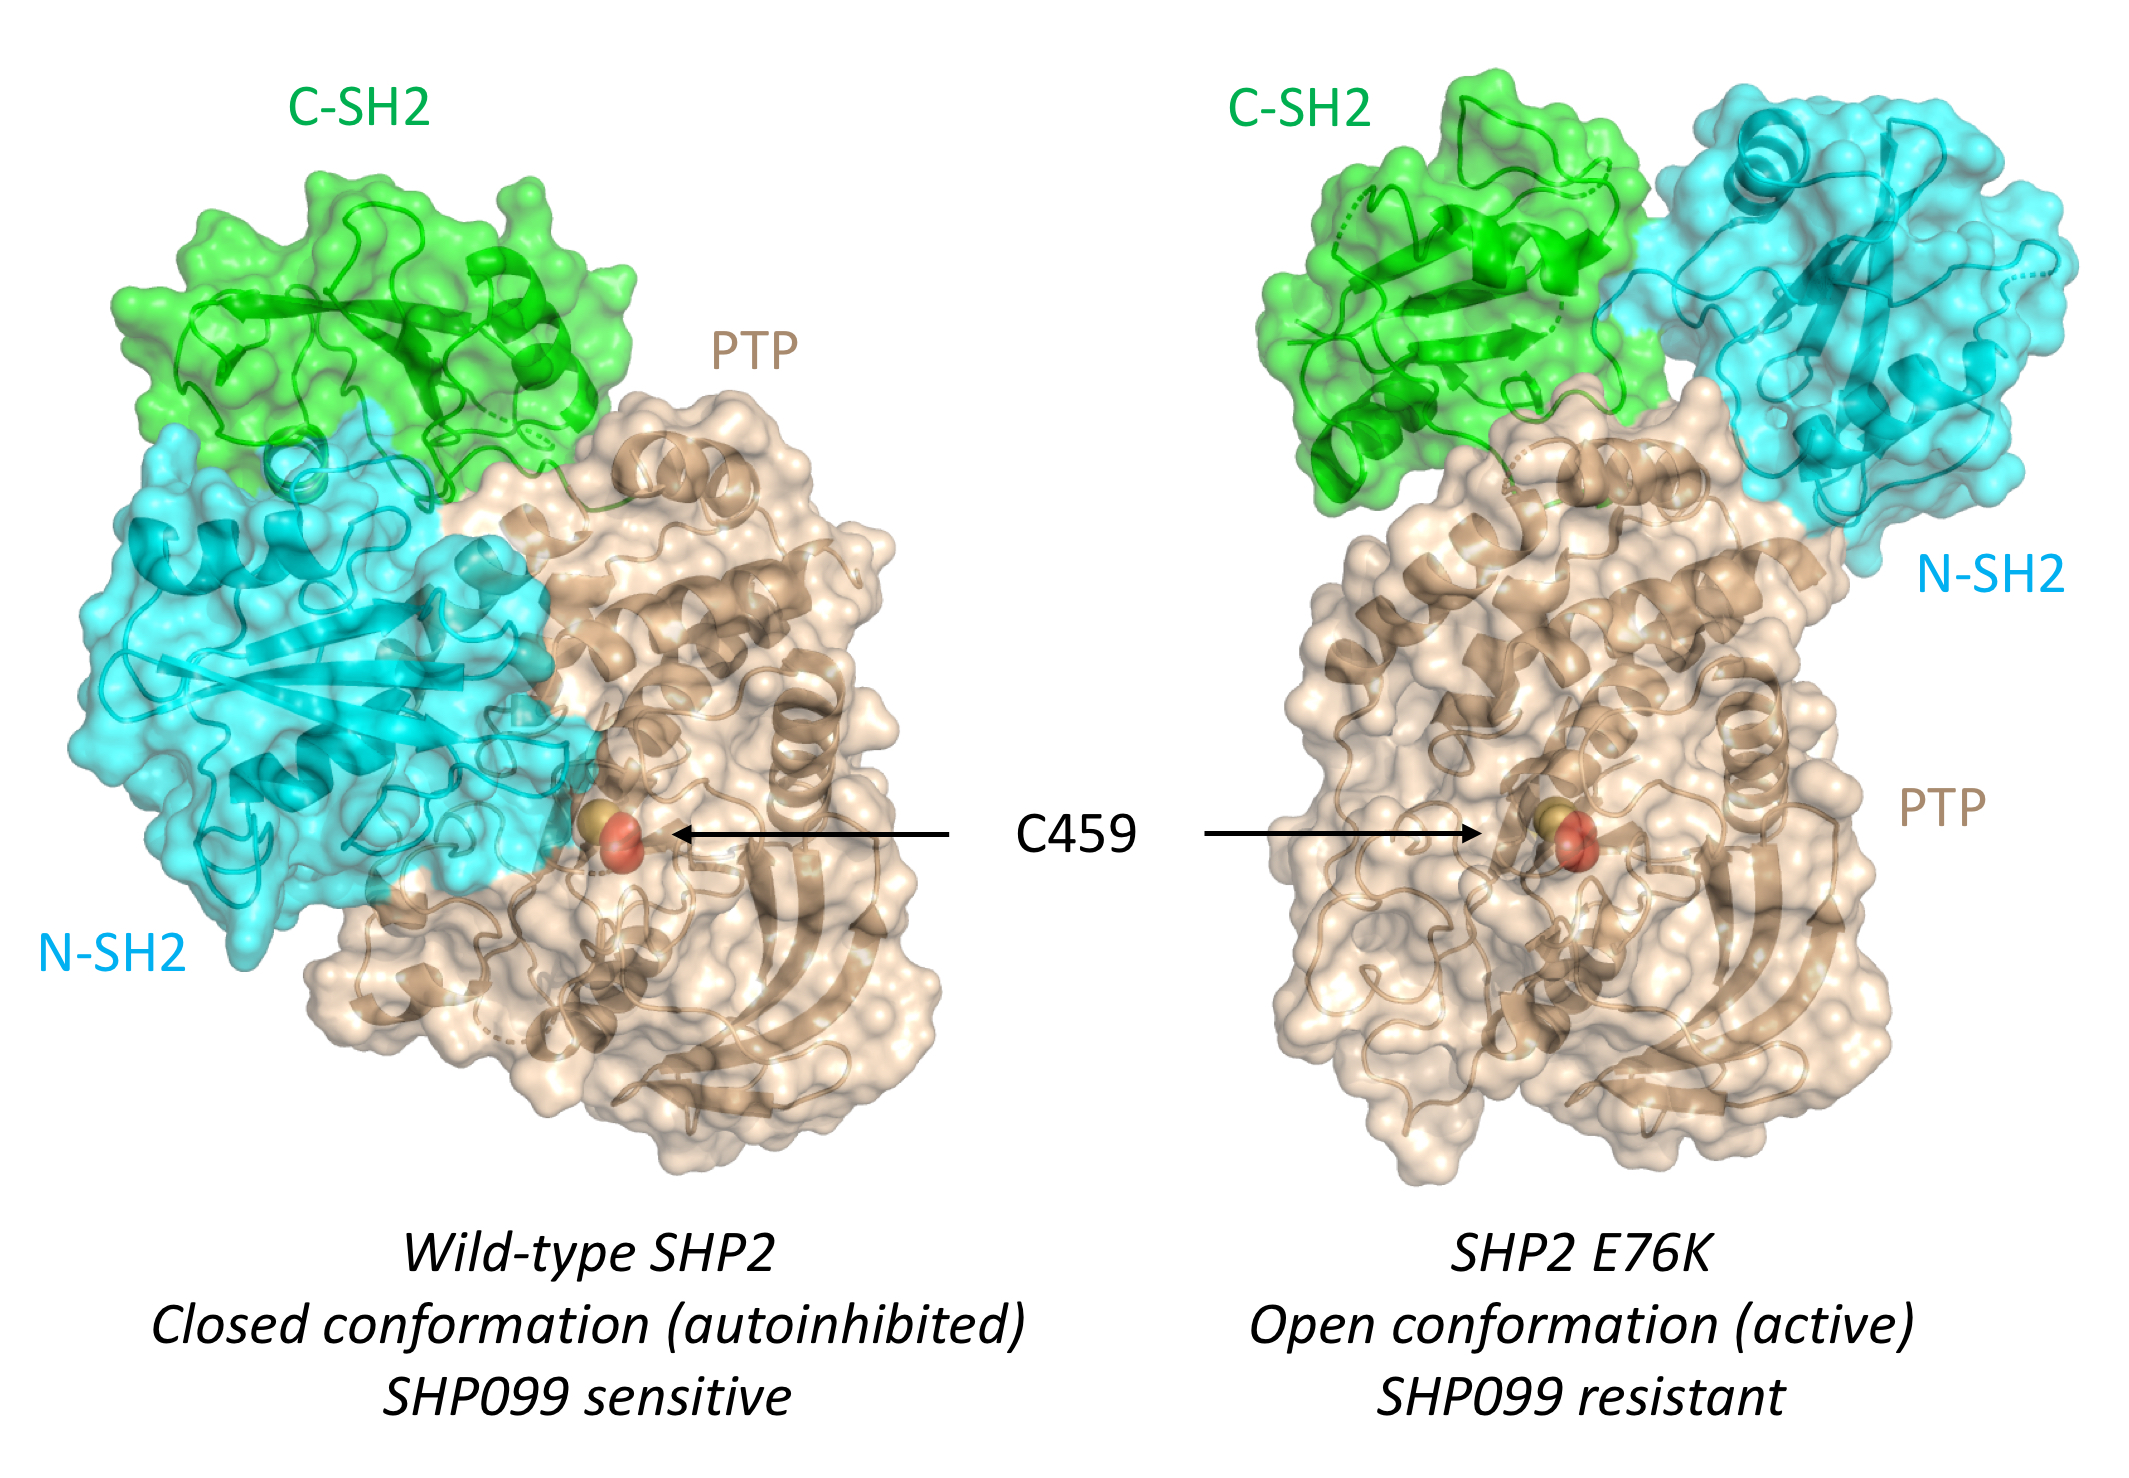 C-SH2
PTP
N-SH2
Wild-type SHP2
Closed conformation (autoinhibited)
SHP099 sensitive
C459
C-SH2
N-SH2
PTP
SHP2 E76K
Open conformation (active)
SHP099 resistant